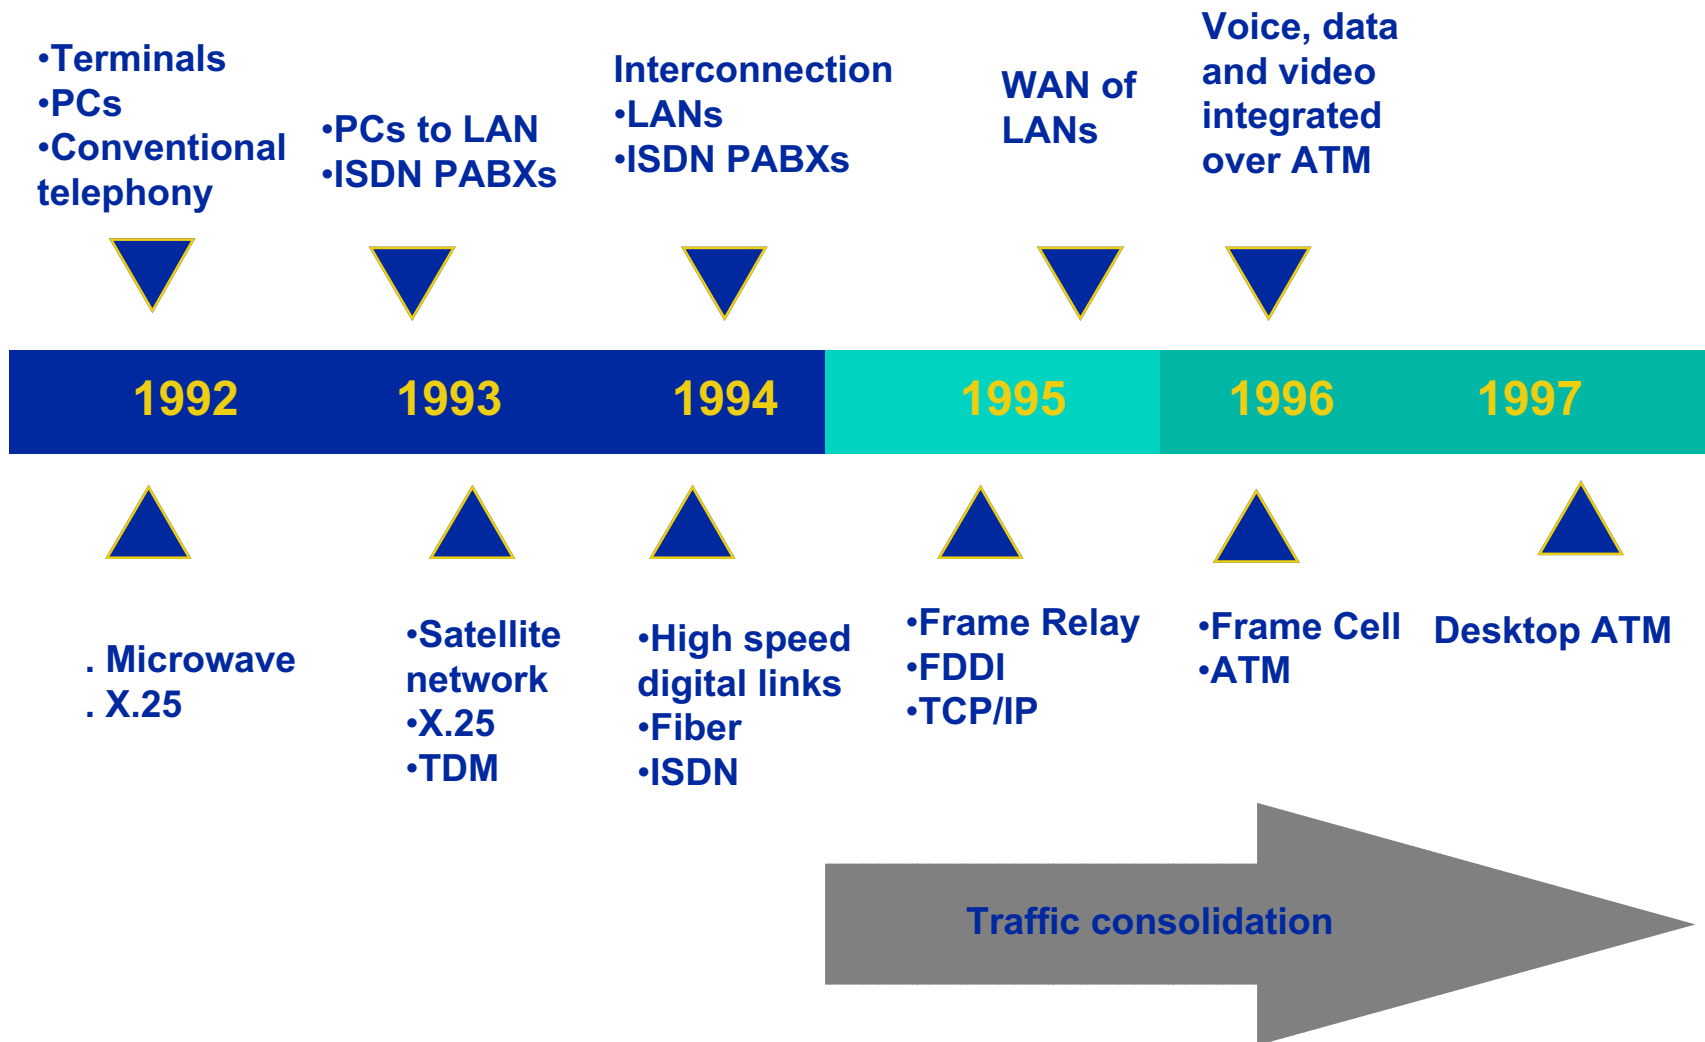 •Terminals
•PCs
•Conventional
telephony
•PCs to LAN
•ISDN PABXs
Interconnection
•LANs
•ISDN PABXs
WAN of
LANs
Voice, data
and video
integrated
over ATM
1992
1993
1994
1995
1996
1997
. Microwave
. X.25
•Satellite
network
•X.25
•TDM
•High speed
digital links
•Fiber
•ISDN
•Frame Relay
•FDDI
•TCP/IP
•Frame Cell
•ATM
Desktop ATM
Traffic consolidation